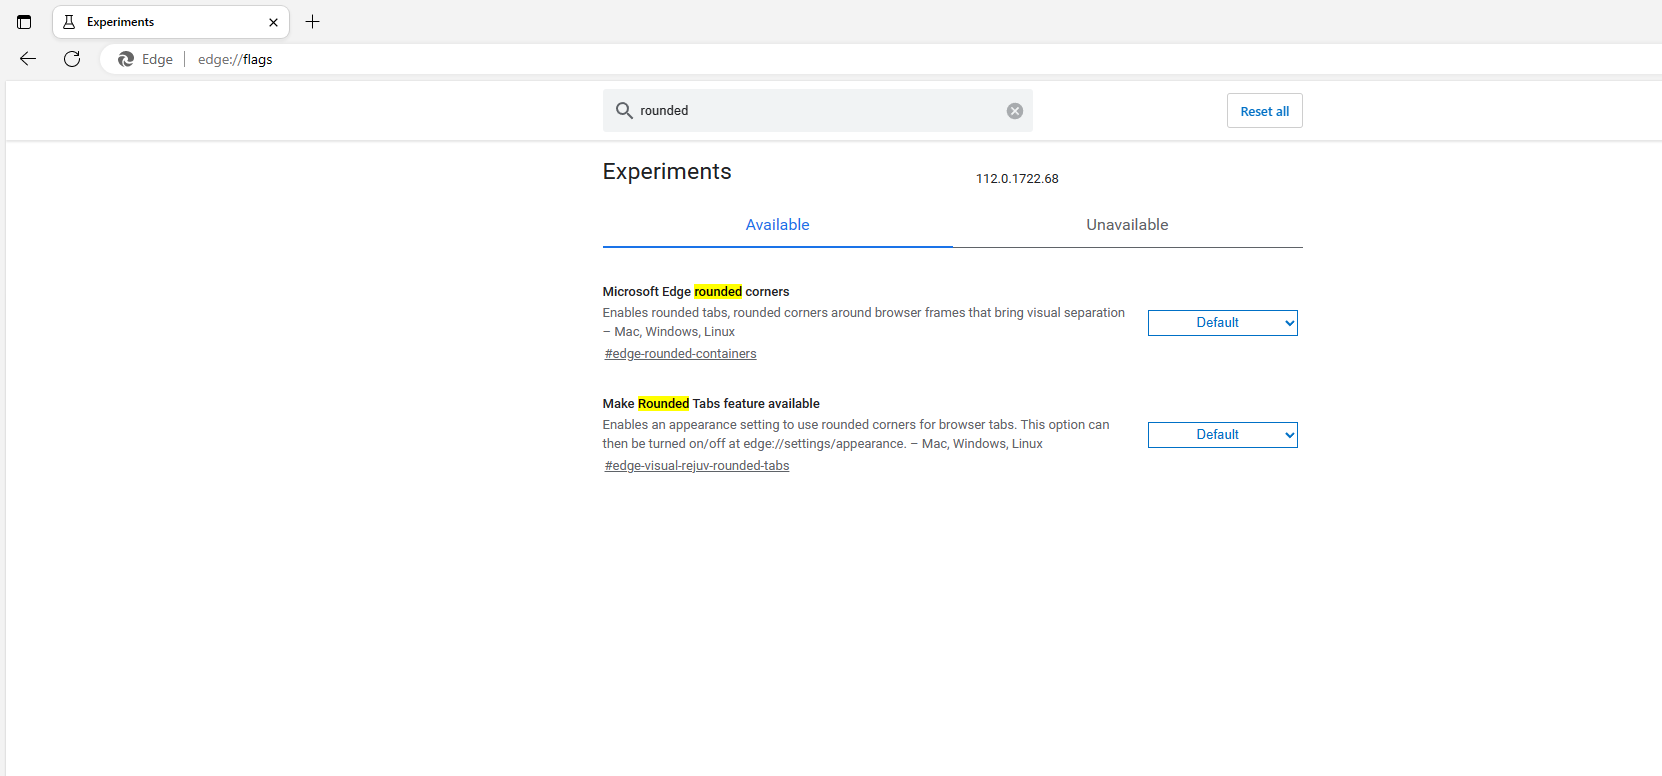 Experiments
Edge edge://flags
rounded
Reset all
Experiments 112.0.1722.68
Available Unavailable
Microsoft Edge rounded corners
Enables rounded tabs, rounded corners around browser frames that bring visual separation
– Mac, Windows, Linux
Default
#edge-rounded-containers
Make Rounded Tabs feature available
Enables an appearance setting to use rounded corners for browser tabs. This option can
then be turned on/off at edge://settings/appearance. – Mac, Windows, Linux
Default
#edge-visual-rejuv-rounded-tabs